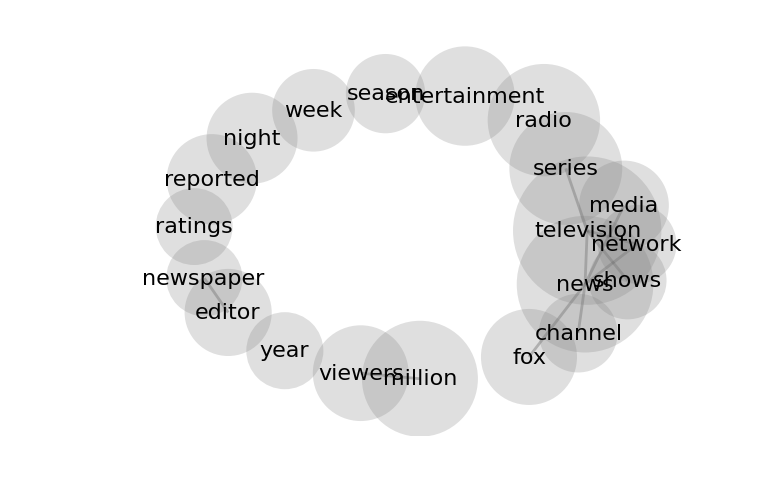 season
entertainment
week
radio
night
series
reported
media
ratings
television
network
newspaper
shows
news
editor
channel
year
fox
viewers
million